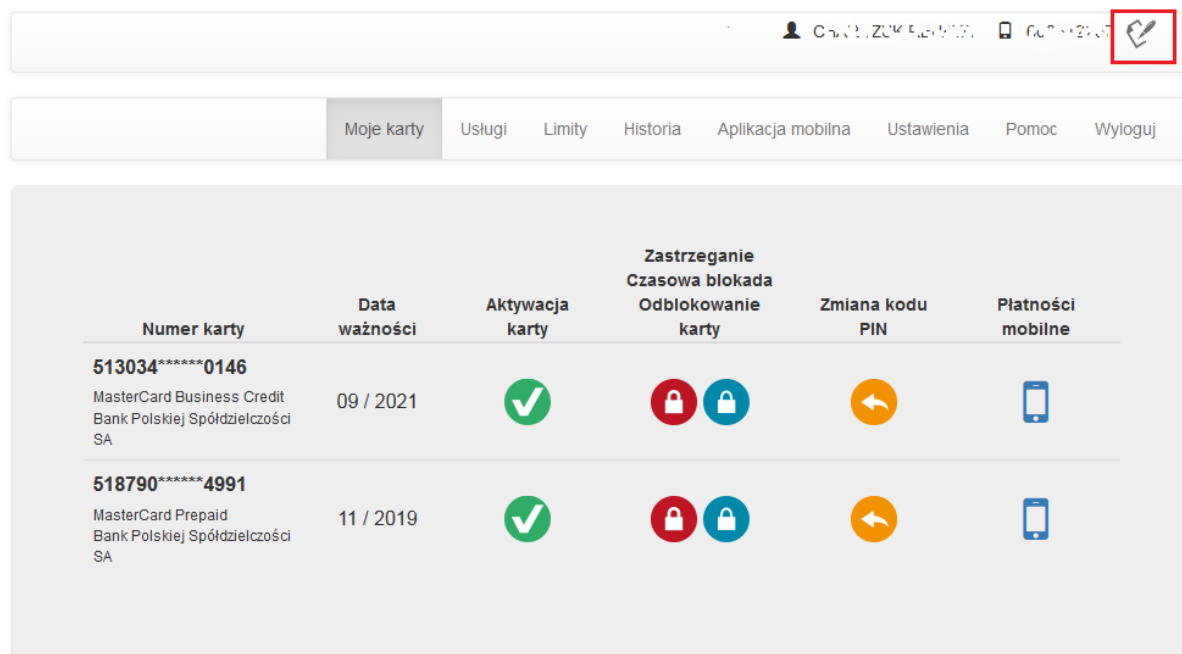 Moje karty Usługi Limity Historia Aplikacja mobilna Ustawienia Pomoc Wyloguj
Numer karty
Data
ważności
Aktywacja
karty
Zastrzeganie
Czasowa blokada
Odblokowanie
karty
Zmiana kodu
PIN
Płatności
mobilne
513034******0146
MasterCard Business Credit
Bank Polskiej Spółdzielczości
SA
09 / 2021
518790******4991
MasterCard Prepaid
Bank Polskiej Spółdzielczości
SA
11 / 2019